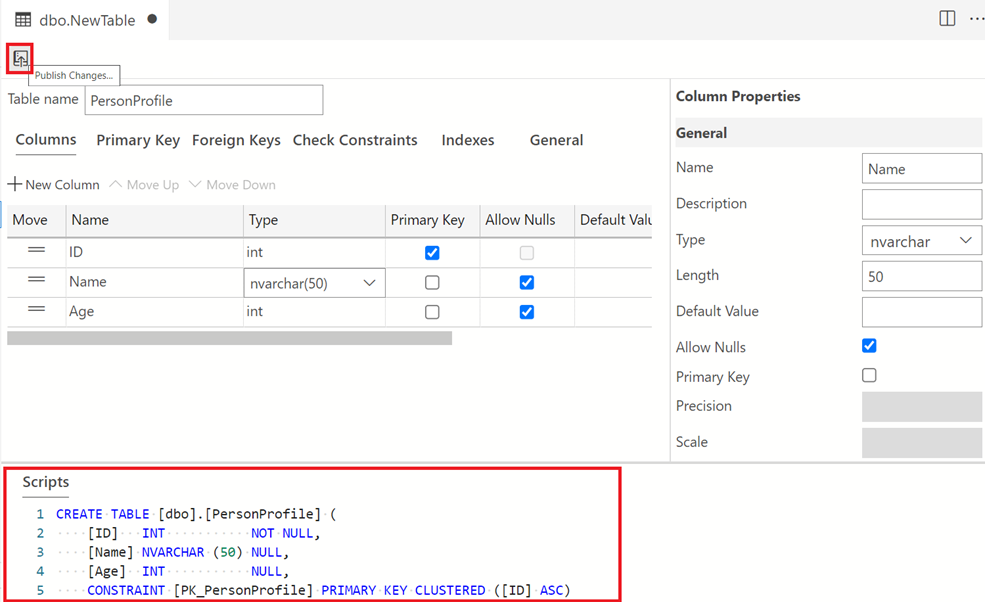 dbo.NewTable
Publish Changes...
Table name PersonProfile
Columns Primary Key Foreign Keys Check Constraints Indexes General
New Column Move Up Move Down
Move Name Type Primary Key Allow Nulls Default Valu
ID int
Name nvarchar(50)
Age int
Column Properties
General
Name Name
Description
Type nvarchar
Length 50
Default Value
Allow Nulls
Primary Key
Precision
Scale
Scripts
1 CREATE TABLE [dbo].[PersonProfile] (
2 [ID] INT NOT NULL,
3 [Name] NVARCHAR (50) NULL,
4 [Age] INT NULL,
5 CONSTRAINT [PK_PersonProfile] PRIMARY KEY CLUSTERED ([ID] ASC)